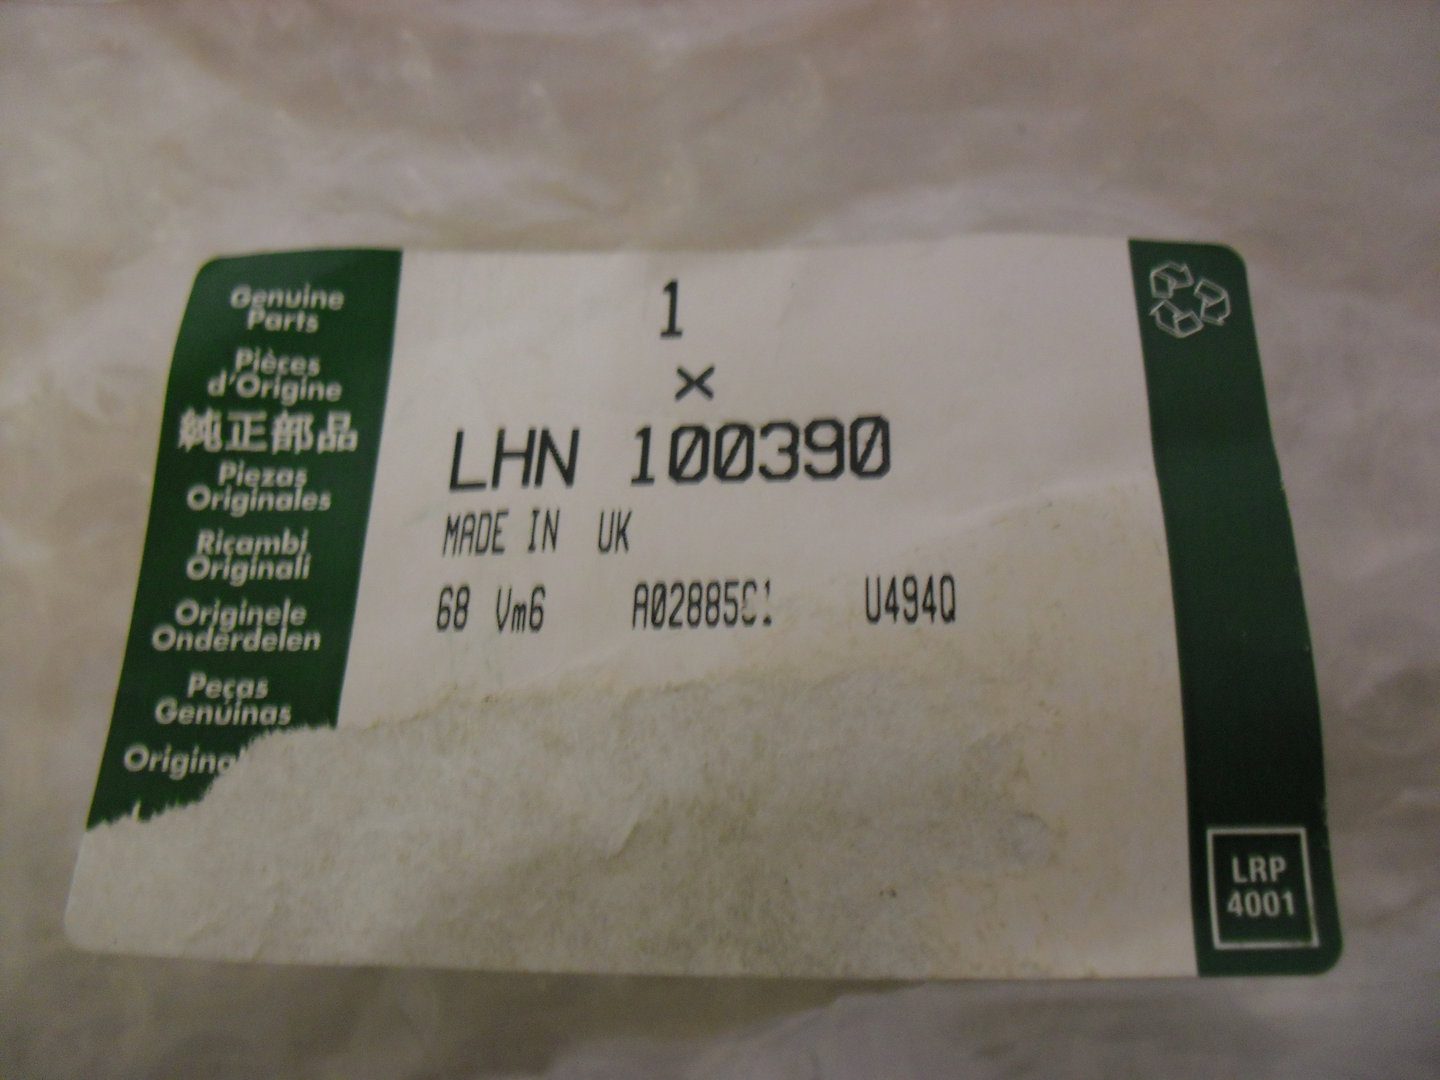 Genuine
Parts
Pièces
d'Origine
純正部品
Piezas
Originales
Ricambi
Originali
Originele
Onderdelen
Peças
Genuínas
1
×
LHN 100390
MADE IN UK
68 Vm6 U494Q
LRP
4001